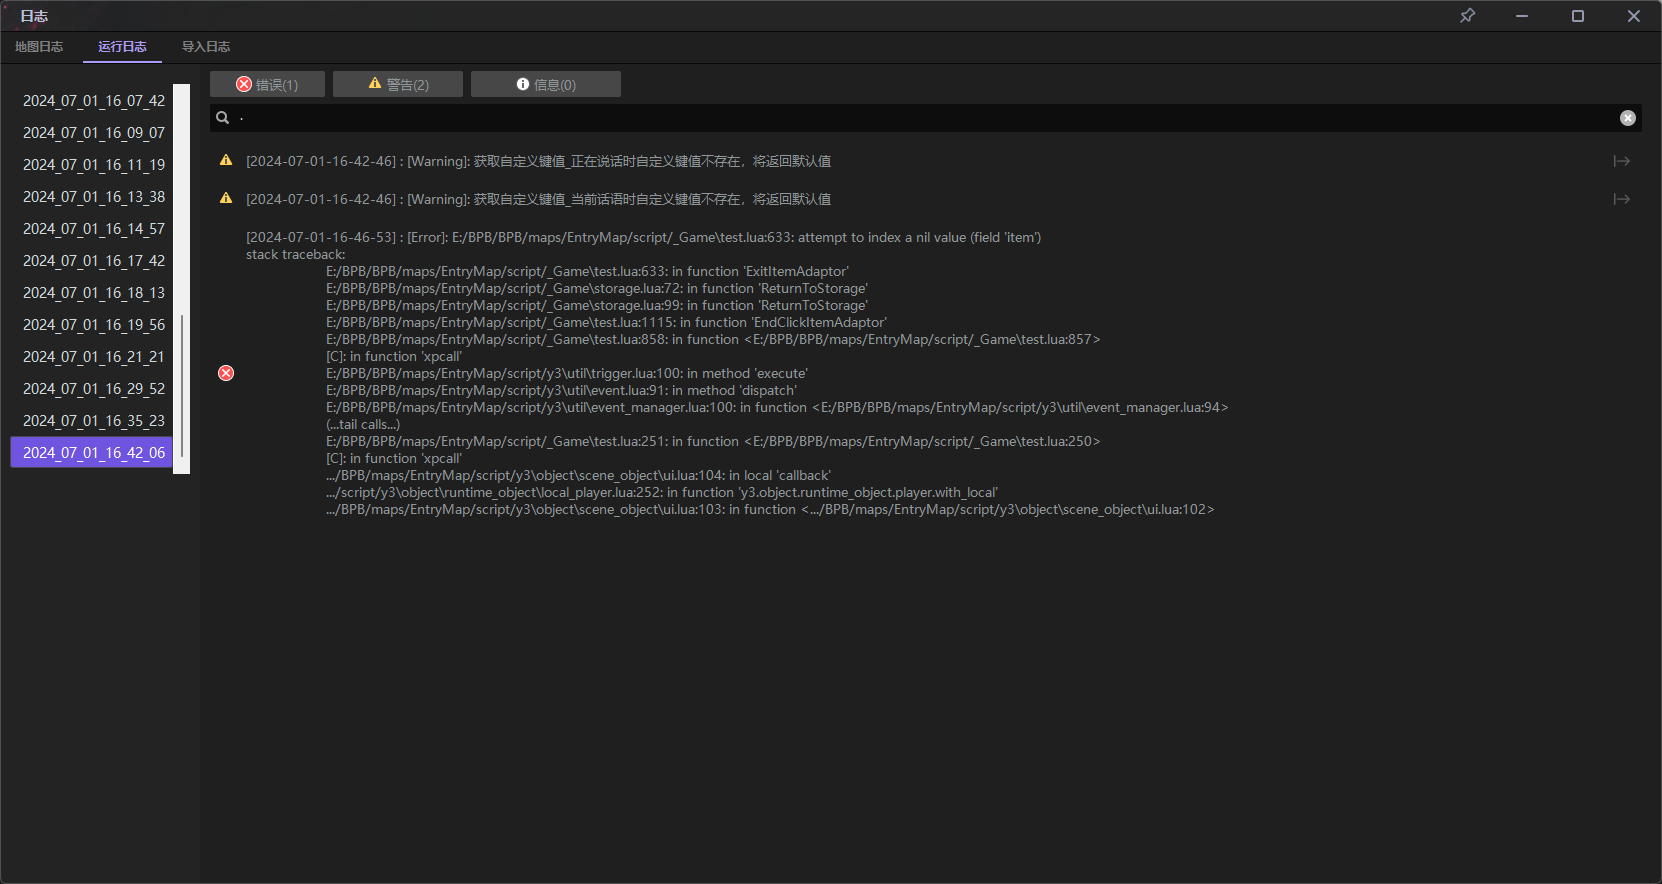 日志
地图日志 运行日志 导入日志
错误(1) 警告(2) 信息(0)
.
2024_07_01_16_07_42
2024_07_01_16_09_07
2024_07_01_16_11_19
2024_07_01_16_13_38
2024_07_01_16_14_57
2024_07_01_16_17_42
2024_07_01_16_18_13
2024_07_01_16_19_56
2024_07_01_16_21_21
2024_07_01_16_29_52
2024_07_01_16_35_23
2024_07_01_16_42_06
[2024-07-01-16-42-46] : [Warning]: 获取自定义键值_正在说话时自定义键值不存在，将返回默认值
[2024-07-01-16-42-46] : [Warning]: 获取自定义键值_当前话语时自定义键值不存在，将返回默认值
[2024-07-01-16-46-53] : [Error]: E:/BPB/BPB/maps/EntryMap/script/_Game\test.lua:633: attempt to index a nil value (field 'item')
stack traceback:
E:/BPB/BPB/maps/EntryMap/script/_Game\test.lua:633: in function 'ExitItemAdaptor'
E:/BPB/BPB/maps/EntryMap/script/_Game\storage.lua:72: in function 'ReturnToStorage'
E:/BPB/BPB/maps/EntryMap/script/_Game\storage.lua:99: in function 'ReturnToStorage'
E:/BPB/BPB/maps/EntryMap/script/_Game\test.lua:1115: in function 'EndClickItemAdaptor'
E:/BPB/BPB/maps/EntryMap/script/_Game\test.lua:858: in function <E:/BPB/BPB/maps/EntryMap/script/_Game\test.lua:857>
[C]: in function 'xpcall'
E:/BPB/BPB/maps/EntryMap/script/y3\util\trigger.lua:100: in method 'execute'
E:/BPB/BPB/maps/EntryMap/script/y3\util\event.lua:91: in method 'dispatch'
E:/BPB/BPB/maps/EntryMap/script/y3\util\event_manager.lua:100: in function <E:/BPB/BPB/maps/EntryMap/script/y3\util\event_manager.lua:94>
(...tail calls...)
E:/BPB/BPB/maps/EntryMap/script/_Game\test.lua:251: in function <E:/BPB/BPB/maps/EntryMap/script/_Game\test.lua:250>
[C]: in function 'xpcall'
.../BPB/maps/EntryMap/script/y3\object\scene_object\ui.lua:104: in local 'callback'
.../script/y3\object\runtime_object\local_player.lua:252: in function 'y3.object.runtime_object.player.with_local'
.../BPB/maps/EntryMap/script/y3\object\scene_object\ui.lua:103: in function <.../BPB/maps/EntryMap/script/y3\object\scene_object\ui.lua:102>